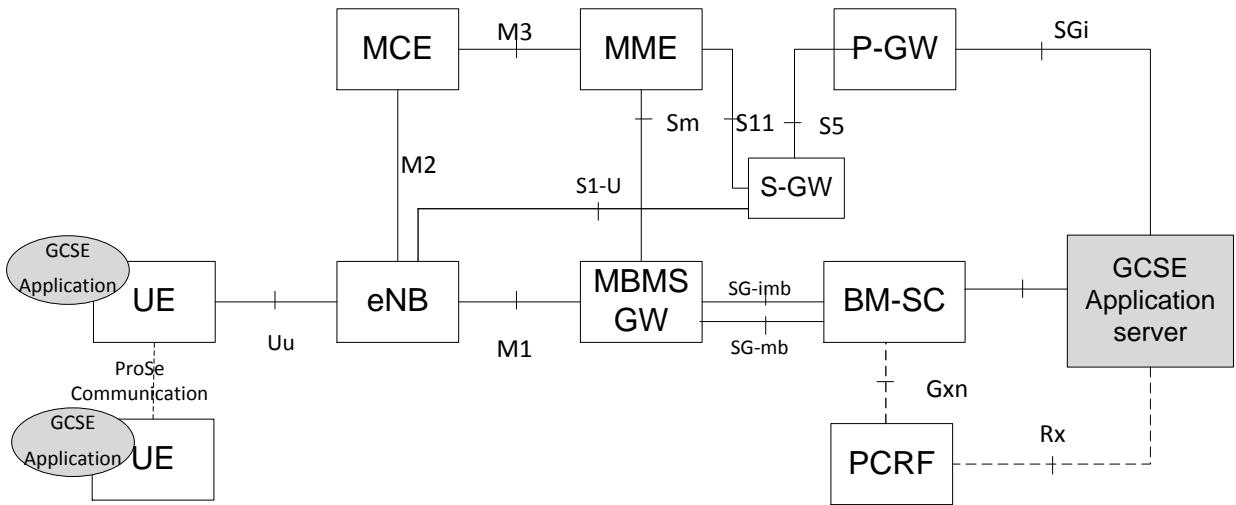 MCE
M3
MME
P-GW
SGi
Sm
S11
S5
M2
S1-U
S-GW
GCSE
Application
UE
Uu
eNB
M1
MBMS
GW
SG-imb
SG-mb
BM-SC
GCSE
Application
server
ProSe
Communication
GCSE
Application
UE
Gxn
PCRF
Rx